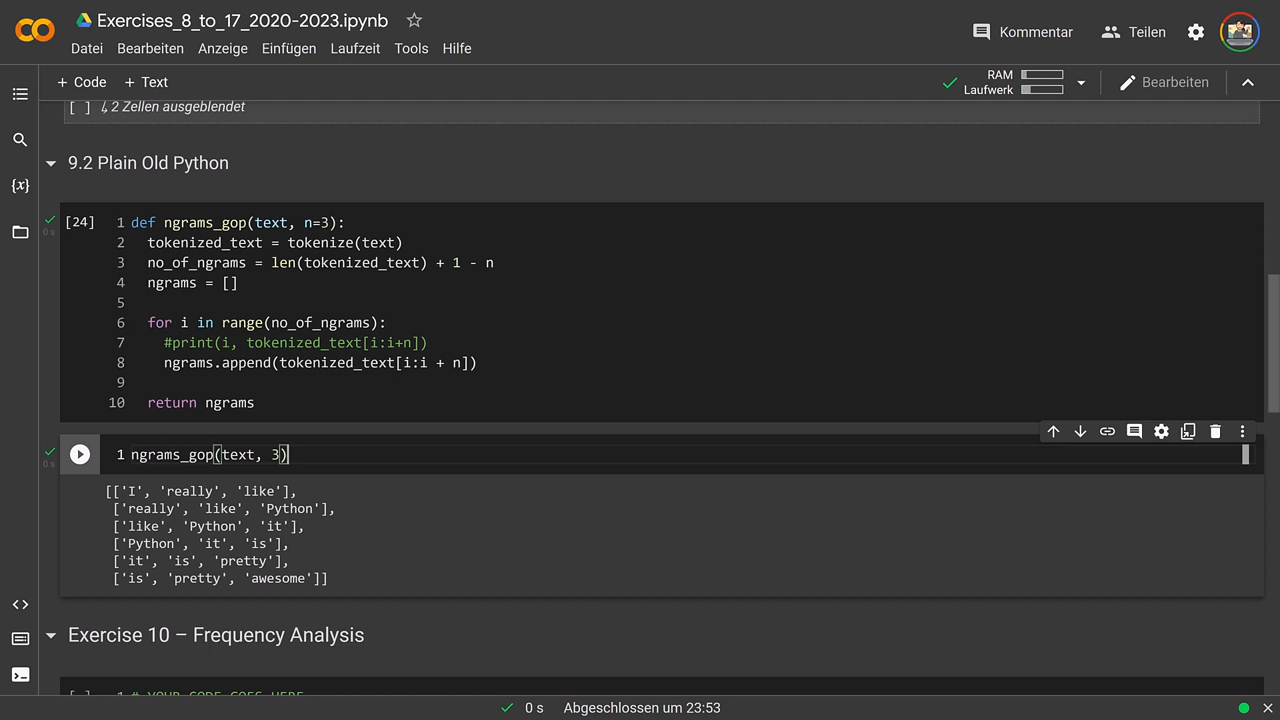 Exercises_8_to_17_2020-2023.ipynb
Datei Bearbeiten Anzeige Einfügen Laufzeit Tools Hilfe
Kommentar Teilen
+ Code + Text
RAM
Laufwerk
Bearbeiten
[ ] ↳ 2 Zellen ausgeblendet
9.2 Plain Old Python
[24]
0 s
1 def ngrams_gop(text, n=3):
2 tokenized_text = tokenize(text)
3 no_of_ngrams = len(tokenized_text) + 1 - n
4 ngrams = []
5
6 for i in range(no_of_ngrams):
7 #print(i, tokenized_text[i:i+n])
8 ngrams.append(tokenized_text[i:i + n])
9
10 return ngrams
0 s
1 ngrams_gop(text, 3)
[['I', 'really', 'like'],
['really', 'like', 'Python'],
['like', 'Python', 'it'],
['Python', 'it', 'is'],
['it', 'is', 'pretty'],
['is', 'pretty', 'awesome']]
Exercise 10 – Frequency Analysis
[ ] 1 # YOUR CODE GOES HERE
0 s Abgeschlossen um 23:53